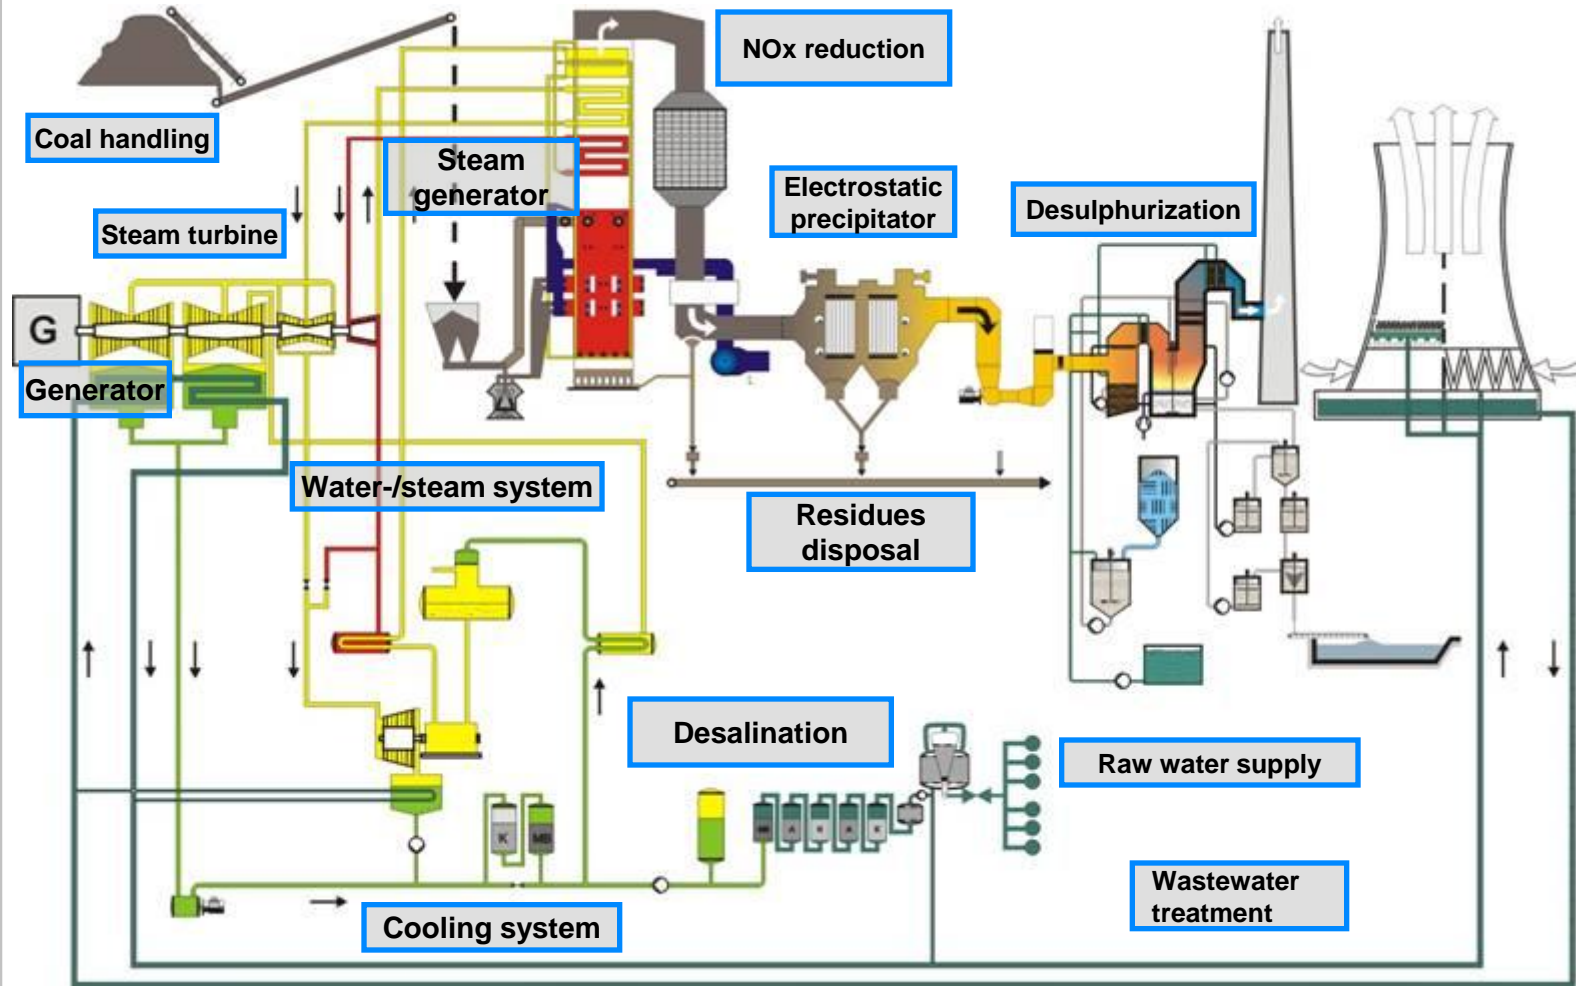 NOx reduction
Coal handling
Steam
generator
Electrostatic
precipitator
Desulphurization
Steam turbine
G
Generator
Water-/steam system
Residues
disposal
Desalination
Raw water supply
K
MB
A
K
A
K
Wastewater
treatment
Cooling system